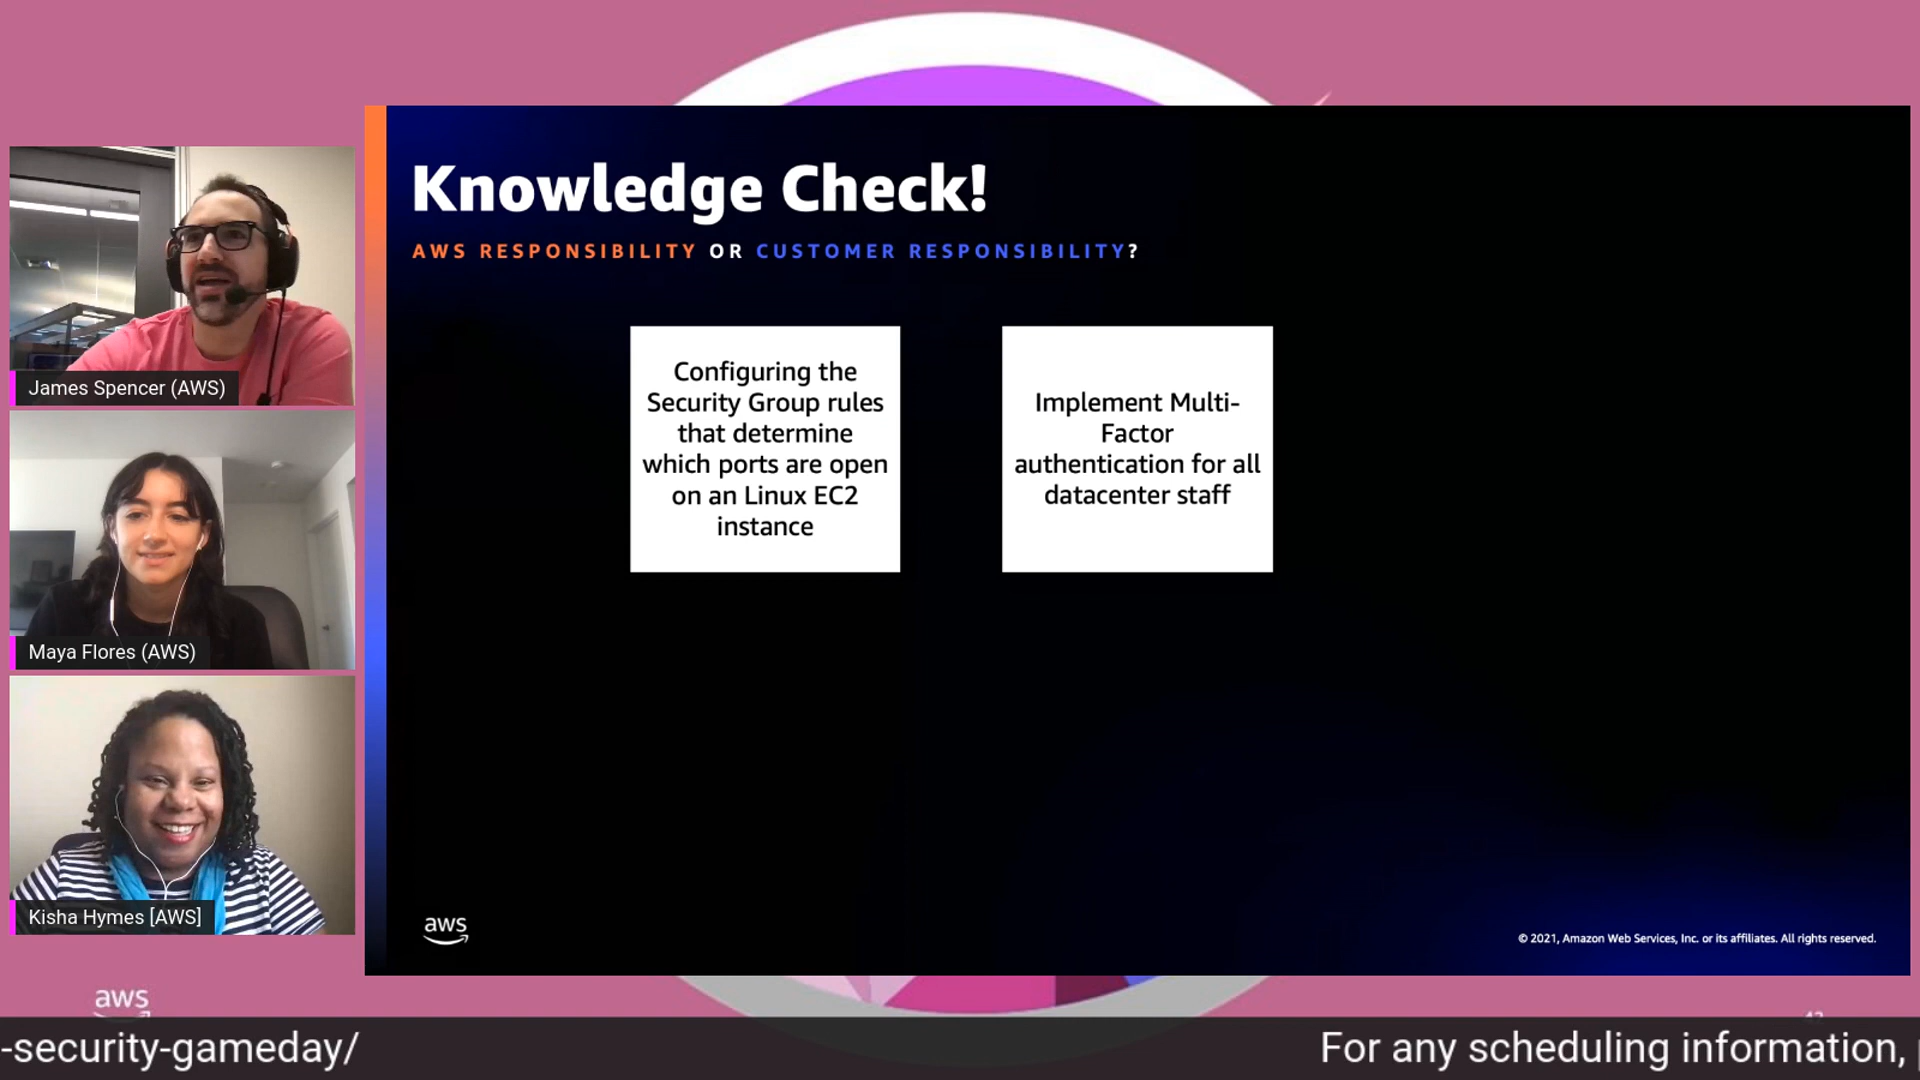 Knowledge Check!
AWS RESPONSIBILITY OR CUSTOMER RESPONSIBILITY?
Configuring the
Security Group rules
that determine
which ports are open
on an Linux EC2
instance
Implement Multi-
Factor
authentication for all
datacenter staff
James Spencer (AWS)
Maya Flores (AWS)
Kisha Hymes [AWS]
aws
© 2021, Amazon Web Services, Inc. or its affiliates. All rights reserved.
aws
-security-gameday/
For any scheduling information,